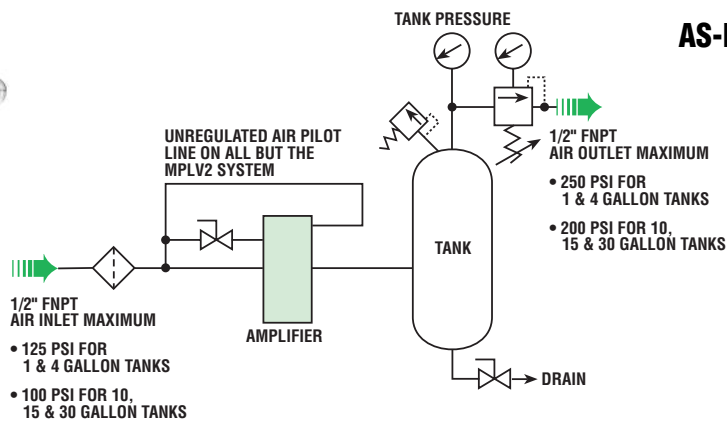 TANK PRESSURE
AS-
UNREGULATED AIR PILOT
LINE ON ALL BUT THE
MPLV2 SYSTEM
1/2" FNPT
AIR OUTLET MAXIMUM
• 250 PSI FOR
1 & 4 GALLON TANKS
• 200 PSI FOR 10,
15 & 30 GALLON TANKS
TANK
1/2" FNPT
AIR INLET MAXIMUM
• 125 PSI FOR
1 & 4 GALLON TANKS
• 100 PSI FOR 10,
15 & 30 GALLON TANKS
AMPLIFIER
DRAIN